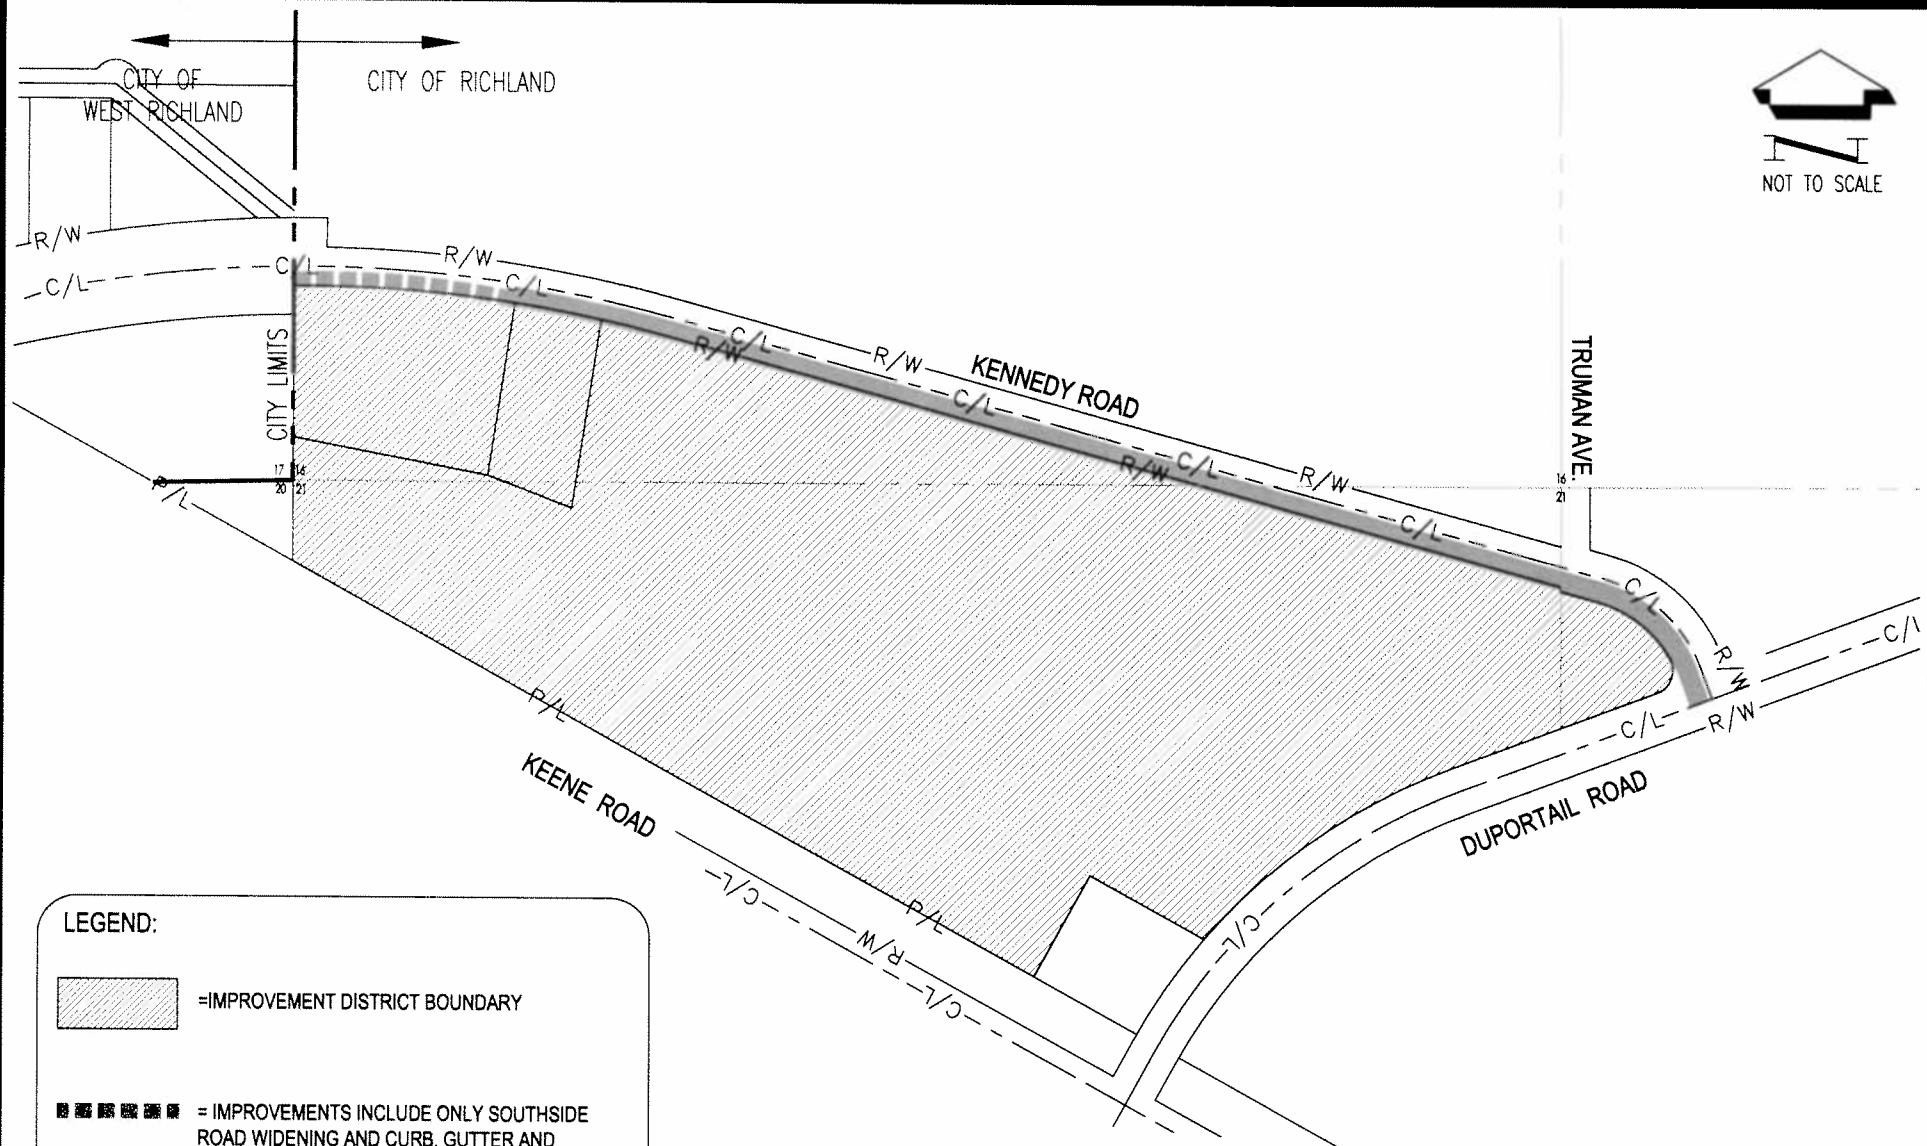 CITY OF
WEST RICHLAND
CITY OF RICHLAND
NOT TO SCALE
R/W
C/L
C/L
R/W
C/L
CITY LIMITS
C/L
R/W
R/W
KENNEDY ROAD
C/L
TRUMAN AVE.
17 16
20 21
P/L
C/L
R/W
R/W
16
21
C/L
C/L
R/W
C/L
P/L
C/L
R/W
KEENE ROAD
DUPORTAIL ROAD
C/L
P/L
R/W
C/L
C/L
LEGEND:
=IMPROVEMENT DISTRICT BOUNDARY
= IMPROVEMENTS INCLUDE ONLY SOUTHSIDE
ROAD WIDENING AND CURB, GUTTER AND